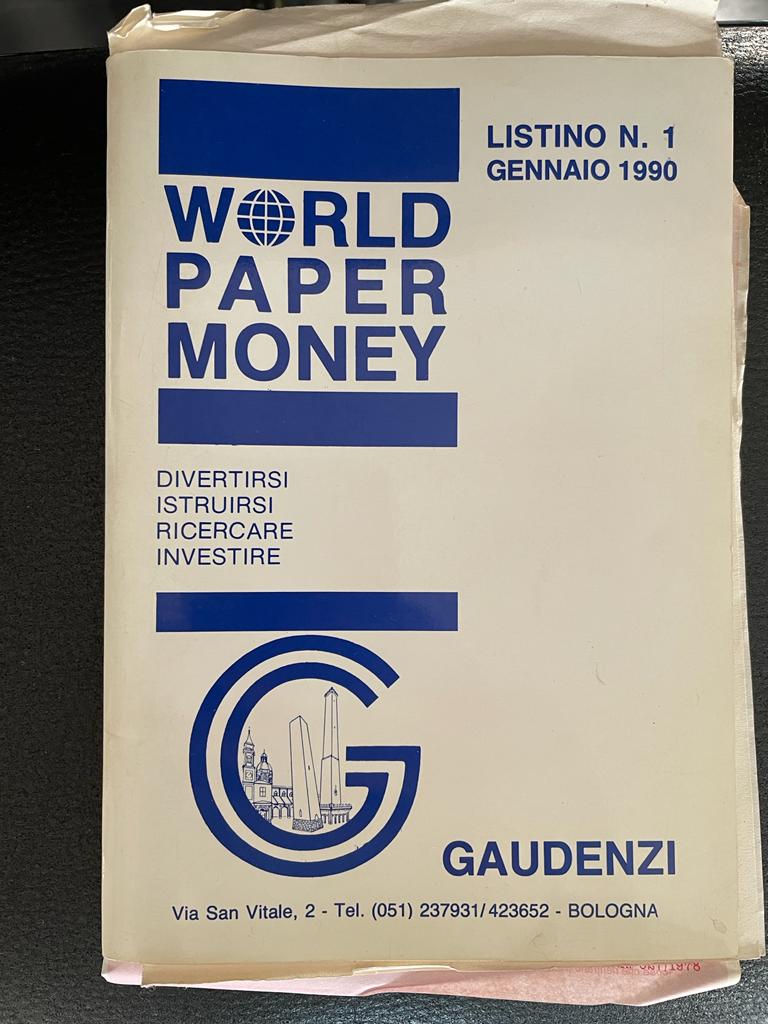 LISTINO N. 1
GENNAIO 1990
WORLD
PAPER
MONEY
DIVERTIRSI
ISTRUIRSI
RICERCARE
INVESTIRE
GAUDENZI
Via San Vitale, 2 - Tel. (051) 237931/423652 - BOLOGNA